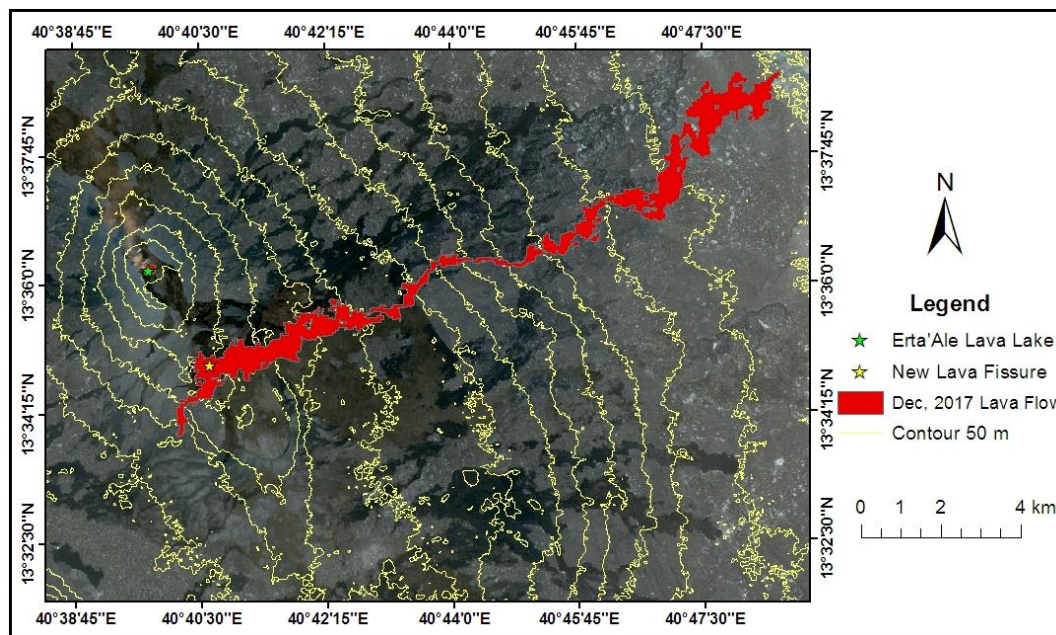 40°38'45"E 40°40'30"E 40°42'15"E 40°44'0"E 40°45'45"E 40°47'30"E
13°37'45"N 13°37'45"N
13°36'0"N 13°36'0"N
13°34'15"N 13°34'15"N
13°32'30"N 13°32'30"N
40°38'45"E 40°40'30"E 40°42'15"E 40°44'0"E 40°45'45"E 40°47'30"E
N
Legend
Erta'Ale Lava Lake
New Lava Fissure
Dec, 2017 Lava Flow
Contour 50 m
0 1 2 4 km